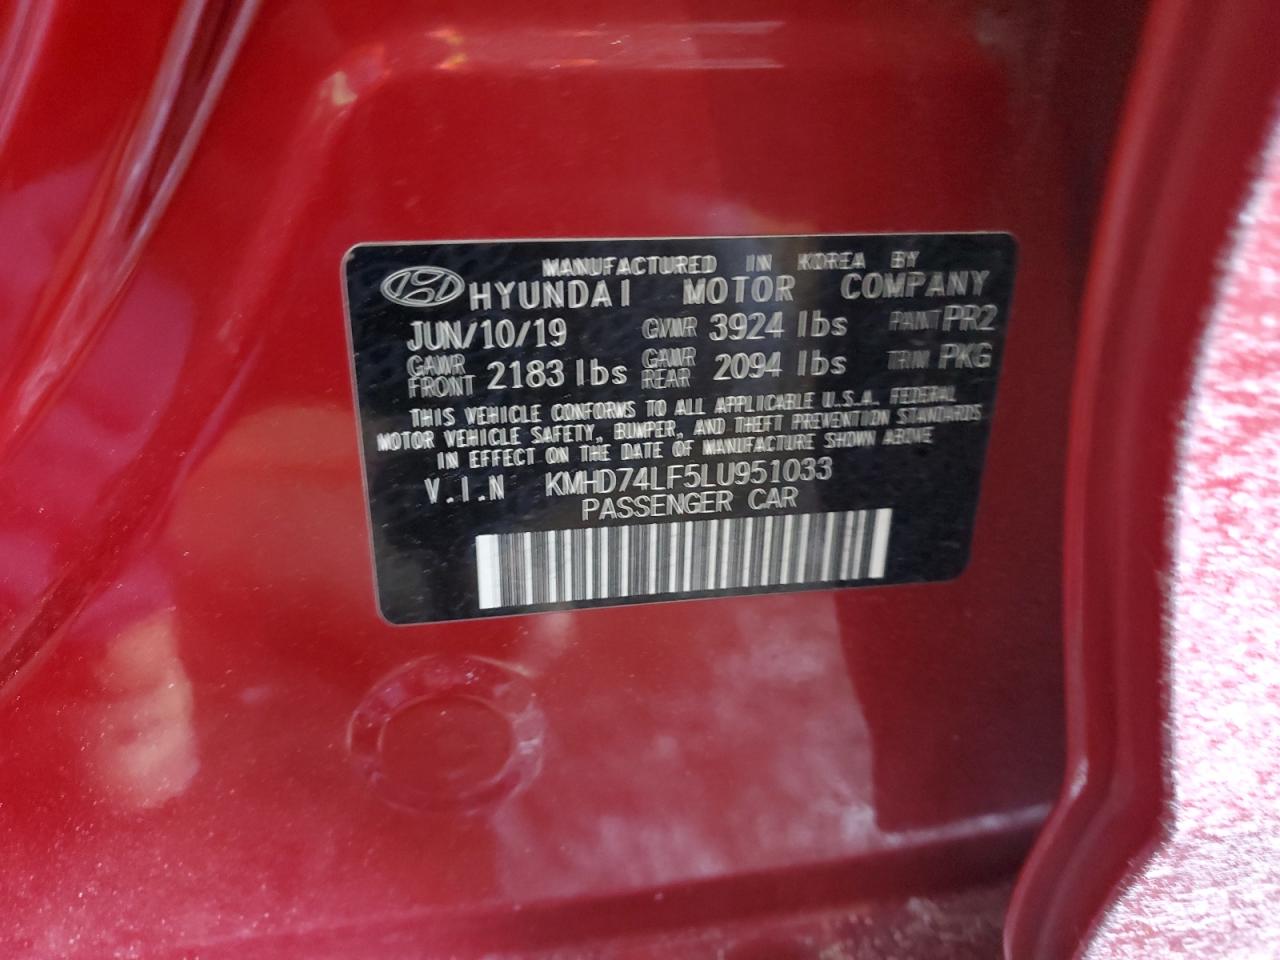 MANUFACTURED IN KOREA BY
HYUNDAI MOTOR COMPANY
JUN/10/19 GVWR 3924 lbs PAINT PR2
GAWR FRONT 2183 lbs GAWR REAR 2094 lbs TRIM PKG
THIS VEHICLE CONFORMS TO ALL APPLICABLE U.S.A. FEDERAL
MOTOR VEHICLE SAFETY, BUMPER, AND THEFT PREVENTION STANDARDS
IN EFFECT ON THE DATE OF MANUFACTURE SHOWN ABOVE
V.I.N KMHD74LF5LU951033
PASSENGER CAR